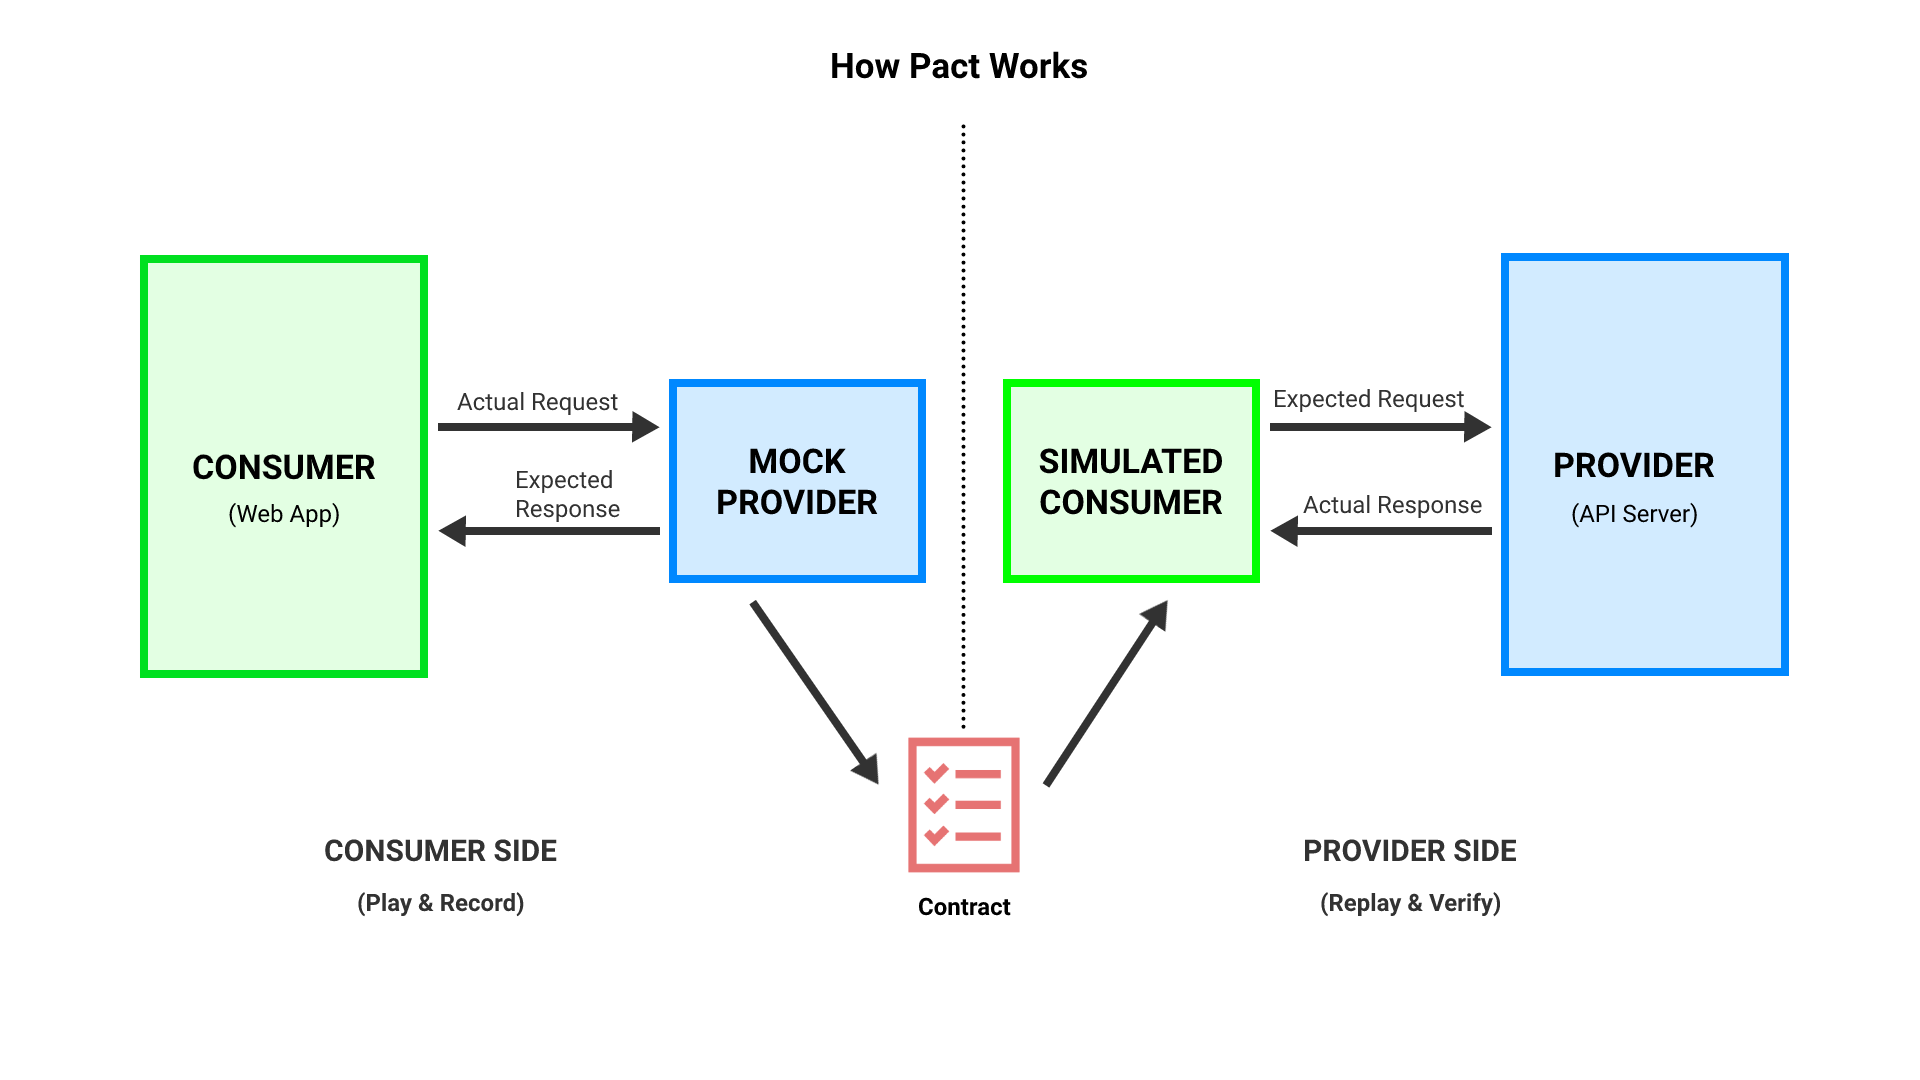 How Pact Works
CONSUMER
(Web App)
Actual Request
Expected
Response
MOCK
PROVIDER
SIMULATED
CONSUMER
Expected Request
Actual Response
PROVIDER
(API Server)
CONSUMER SIDE
(Play & Record)
Contract
PROVIDER SIDE
(Replay & Verify)